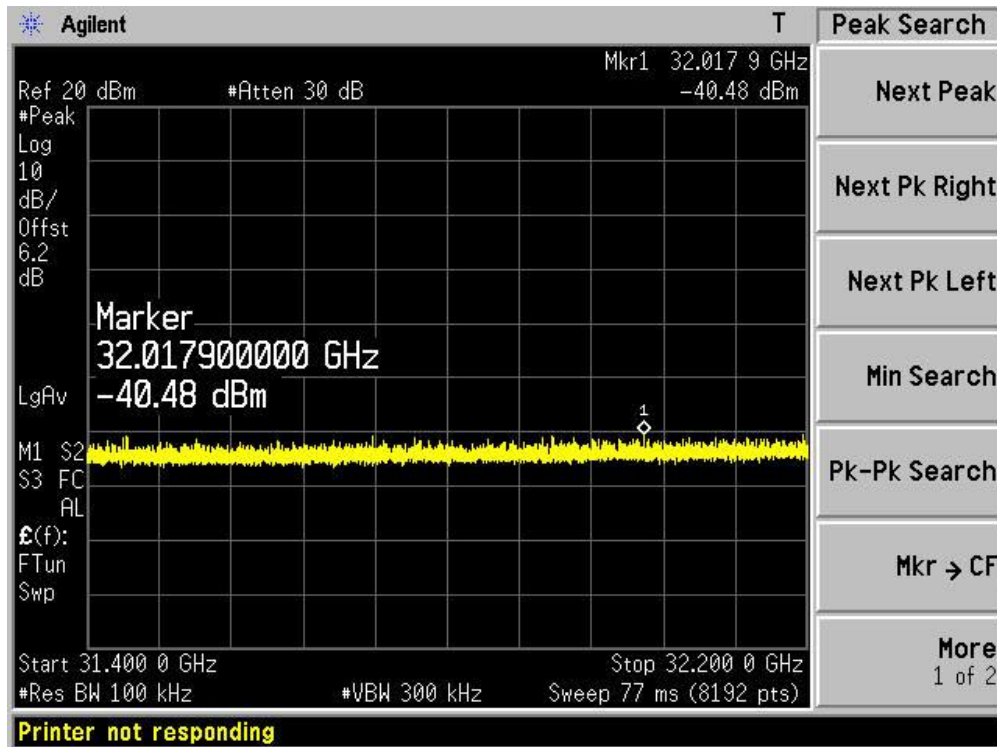 Agilent T Peak Search
Mkr1 32.017 9 GHz
Ref 20 dBm #Atten 30 dB -40.48 dBm
#Peak
Log
10
dB/
Offst
6.2
dB
Marker
32.017900000 GHz
-40.48 dBm
LgAv
1
M1 S2
S3 FC
AL
£(f):
FTun
Swp
Start 31.400 0 GHz Stop 32.200 0 GHz
#Res BW 100 kHz #VBW 300 kHz Sweep 77 ms (8192 pts)
Printer not responding
Next Peak
Next Pk Right
Next Pk Left
Min Search
Pk-Pk Search
Mkr → CF
More
1 of 2